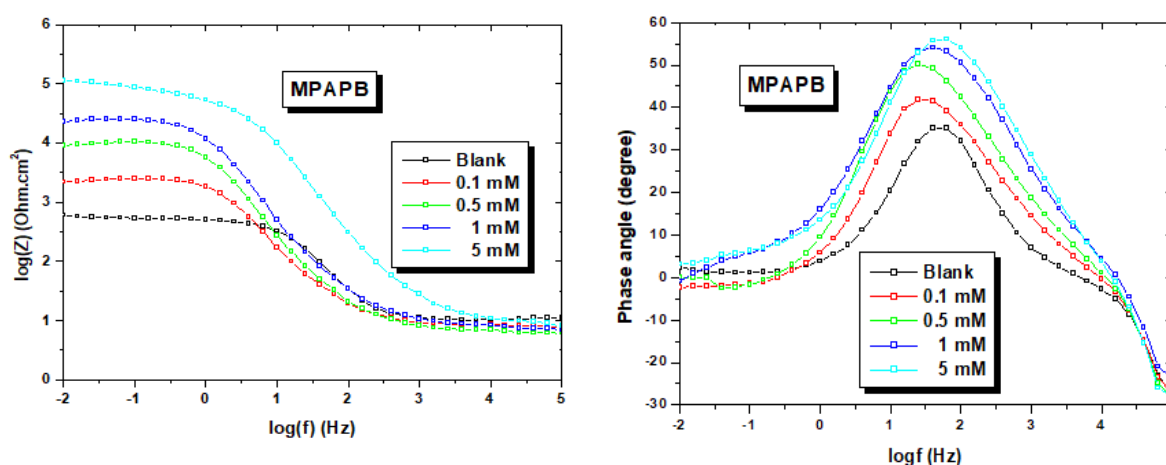 6
5
4
3
2
1
0
-2
-1
0
1
2
3
4
5
log(Z) (Ohm.cm²)
log(f) (Hz)
MPAPB
Blank
0.1 mM
0.5 mM
1 mM
5 mM
60
50
40
30
20
10
0
-10
-20
-30
-2
-1
0
1
2
3
4
Phase angle (degree)
logf (Hz)
MPAPB
Blank
0.1 mM
0.5 mM
1 mM
5 mM